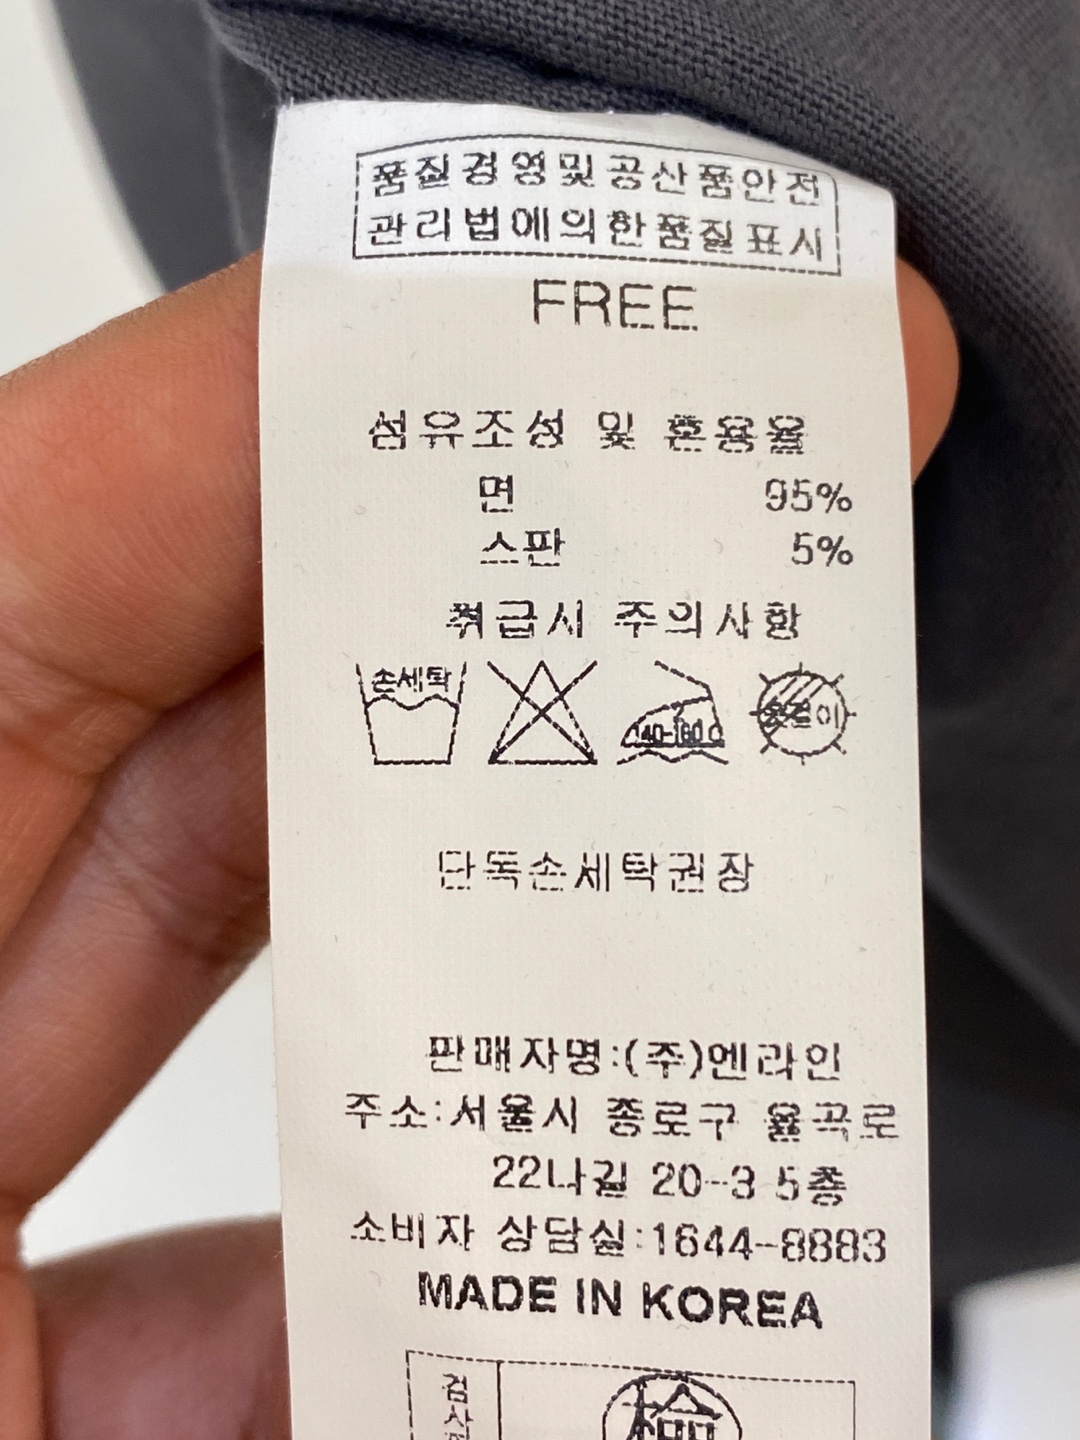 품질경영및공산품안전
관리법에의한품질표시
FREE
섬유조성 및 혼용율
면 95%
스판 5%
취급시 주의사항
손세탁
140-160 C
옷걸이
단독손세탁권장
판매자명:(주)엔라인
주소:서울시 종로구 율곡로
22나길 20-3 5층
소비자 상담실:1644-8883
MADE IN KOREA
檢